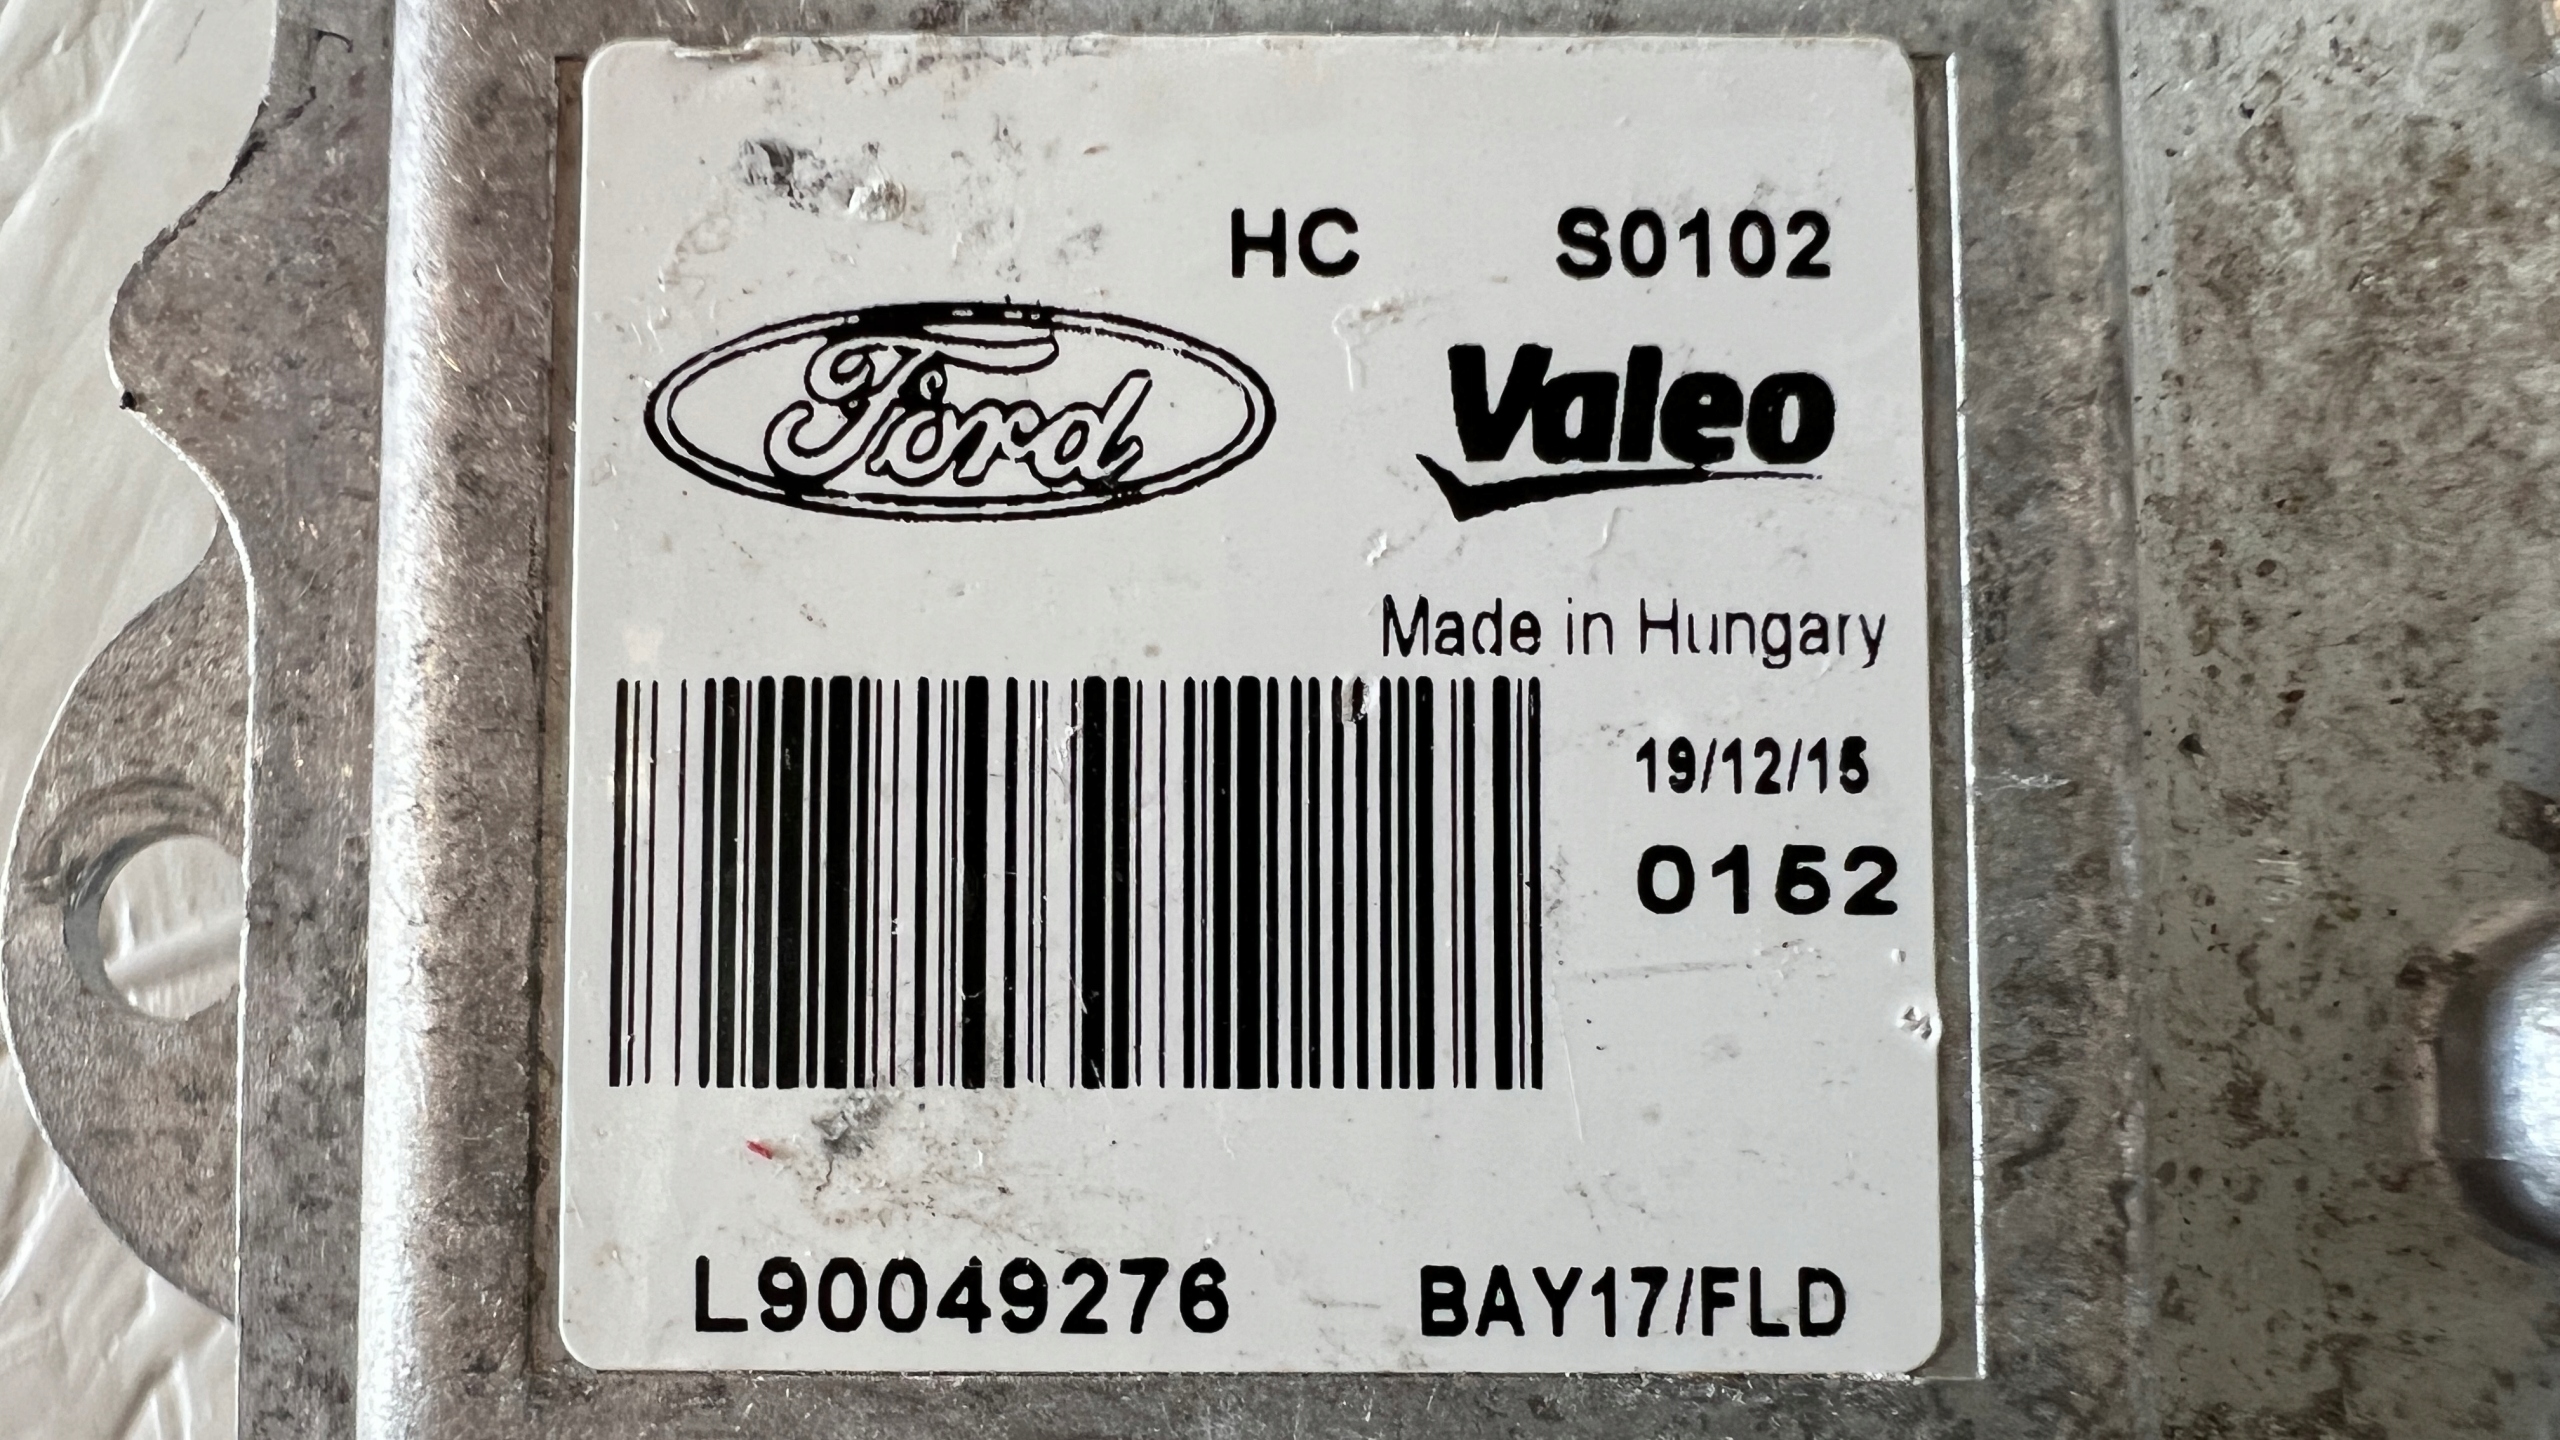 HC S0102
Ford Valeo
Made in Hungary
19/12/15
0152
L90049276 BAY17/FLD